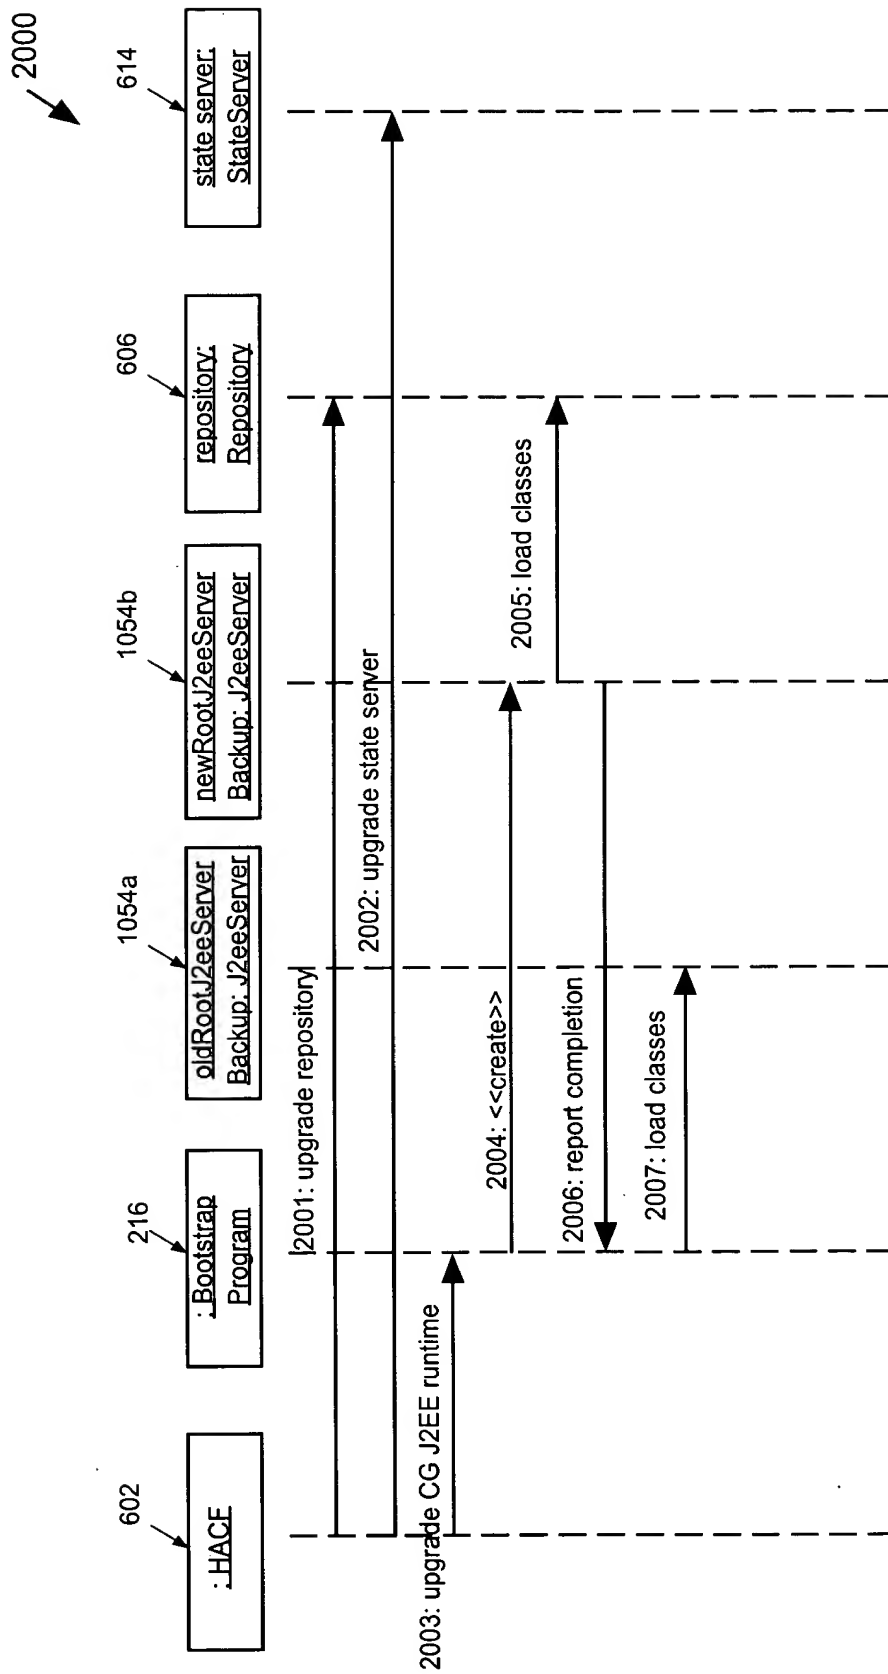 2000
602
216
1054a
1054b
606
614
: HACF
: Bootstrap
Program
oldRootJ2eeServer
Backup: J2eeServer
newRootJ2eeServer
Backup: J2eeServer
repository:
Repository
state server:
StateServer
2001: upgrade repository
2002: upgrade state server
2003: upgrade CG J2EE runtime
2004: <<create>>
2005: load classes
2006: report completion
2007: load classes